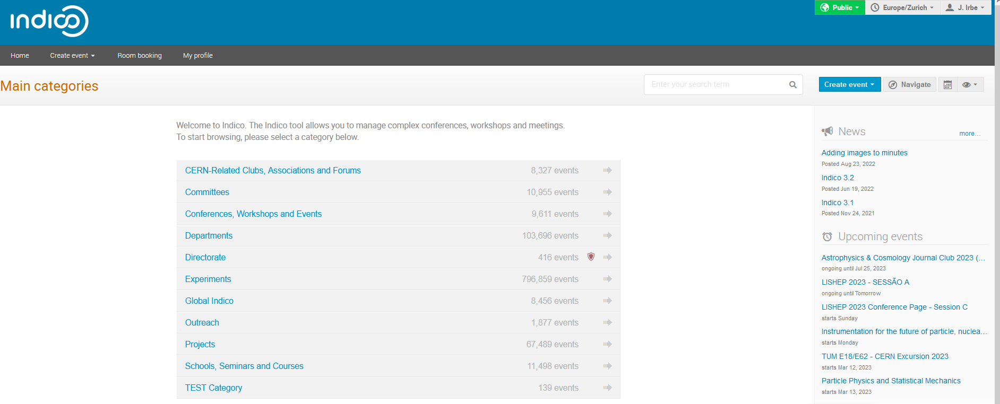 indico
Public
Europe/Zurich
J. Irbe
Home
Create event
Room booking
My profile
Main categories
Enter your search term
Create event
Navigate
Welcome to Indico. The Indico tool allows you to manage complex conferences, workshops and meetings.
To start browsing, please select a category below.
CERN-Related Clubs, Associations and Forums 8,327 events
Committees 10,955 events
Conferences, Workshops and Events 9,611 events
Departments 103,696 events
Directorate 416 events
Experiments 796,859 events
Global Indico 8,456 events
Outreach 1,877 events
Projects 67,489 events
Schools, Seminars and Courses 11,498 events
TEST Category 139 events
News more...
Adding images to minutes
Posted Aug 23, 2022
Indico 3.2
Posted Jun 19, 2022
Indico 3.1
Posted Nov 24, 2021
Upcoming events
Astrophysics & Cosmology Journal Club 2023 (...
ongoing until Jul 25, 2023
LISHEP 2023 - SESSÃO A
ongoing until Tomorrow
LISHEP 2023 Conference Page - Session C
starts Sunday
Instrumentation for the future of particle, nuclea...
starts Monday
TUM E18/E62 - CERN Excursion 2023
starts Mar 12, 2023
Particle Physics and Statistical Mechanics
starts Mar 13, 2023